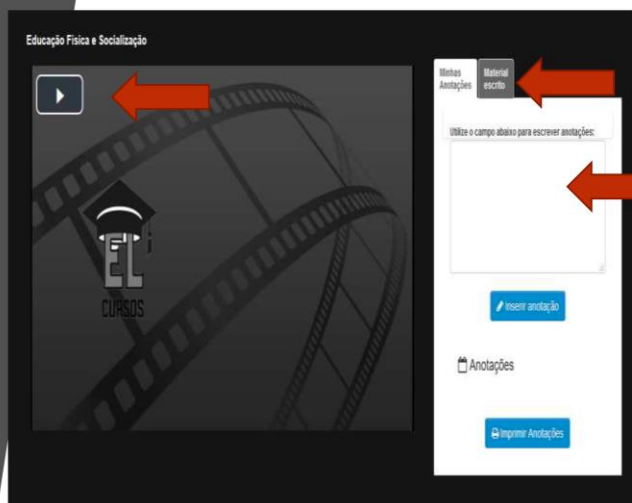 Educação Física e Socialização
Minhas
Anotações
Material
escrito
Utilize o campo abaixo para escrever anotações:
EL
CURSOS
Inserir anotação
Anotações
Imprimir Anotações